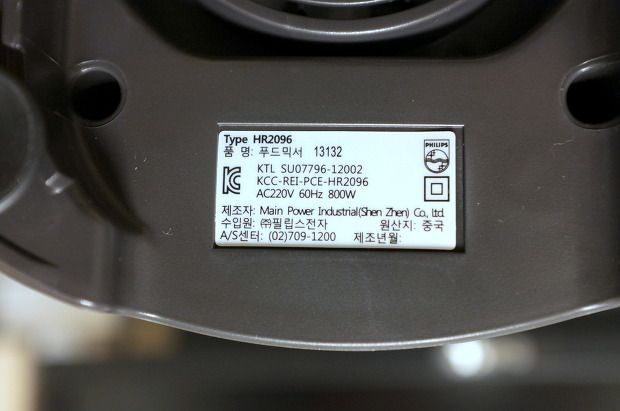 Type HR2096
품 명: 푸드믹서 13132
PHILIPS
KTL SU07796-12002
KCC-REI-PCE-HR2096
AC220V 60Hz 800W
제조자: Main Power Industrial(Shen Zhen) Co., ltd.
수입원: ㈜필립스전자 원산지: 중국
A/S센터: (02)709-1200 제조년월: